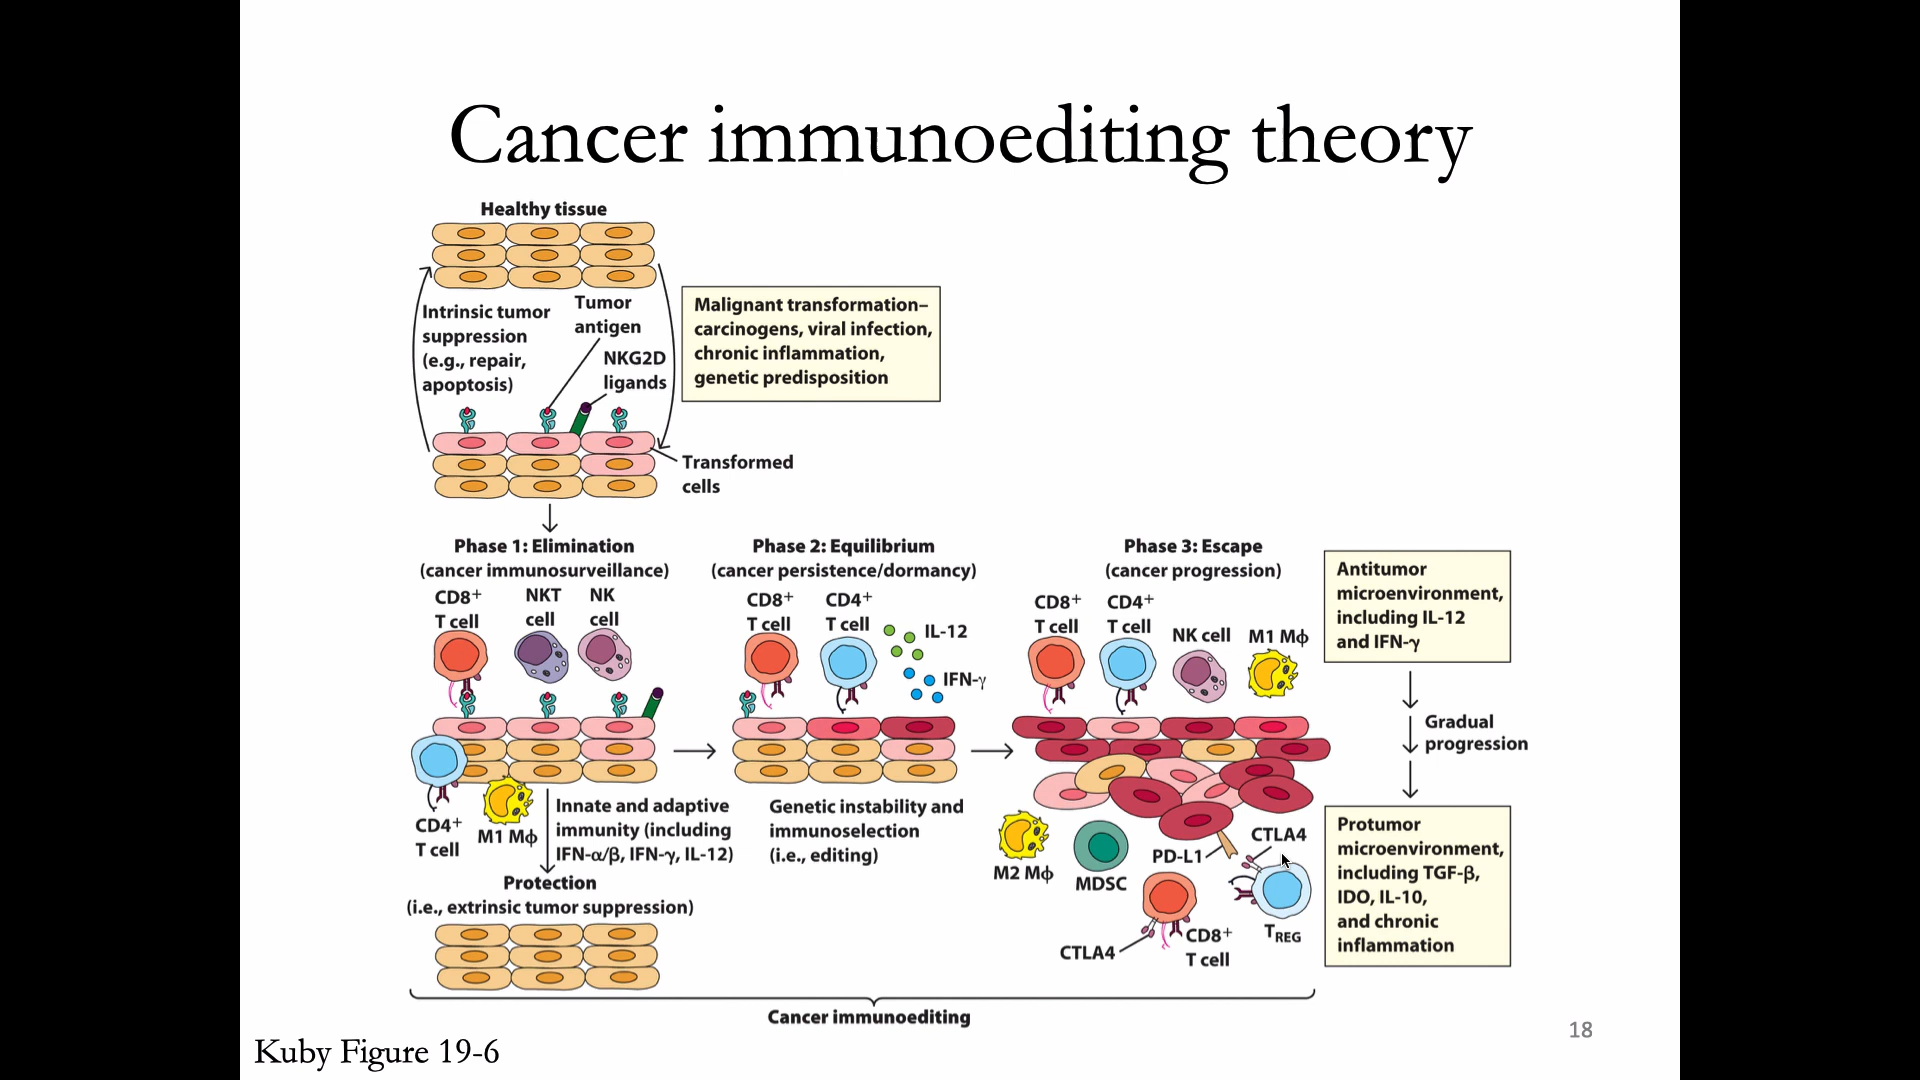 Cancer immunoediting theory
Healthy tissue
Intrinsic tumor
suppression
(e.g., repair,
apoptosis)
Tumor
antigen
NKG2D
ligands
Malignant transformation–
carcinogens, viral infection,
chronic inflammation,
genetic predisposition
Transformed
cells
Phase 1: Elimination
(cancer immunosurveillance)
CD8+
T cell
NKT
cell
NK
cell
CD4+
T cell
M1 Mϕ
Innate and adaptive
immunity (including
IFN-α/β, IFN-γ, IL-12)
Protection
(i.e., extrinsic tumor suppression)
Phase 2: Equilibrium
(cancer persistence/dormancy)
CD8+
T cell
CD4+
T cell
IL-12
IFN-γ
Genetic instability and
immunoselection
(i.e., editing)
Phase 3: Escape
(cancer progression)
CD8+
T cell
CD4+
T cell
NK cell
M1 Mϕ
M2 Mϕ
MDSC
PD-L1
CTLA4
TREG
CTLA4
CD8+
T cell
Antitumor
microenvironment,
including IL-12
and IFN-γ
Gradual
progression
Protumor
microenvironment,
including TGF-β,
IDO, IL-10,
and chronic
inflammation
Cancer immunoediting
Kuby Figure 19-6
18